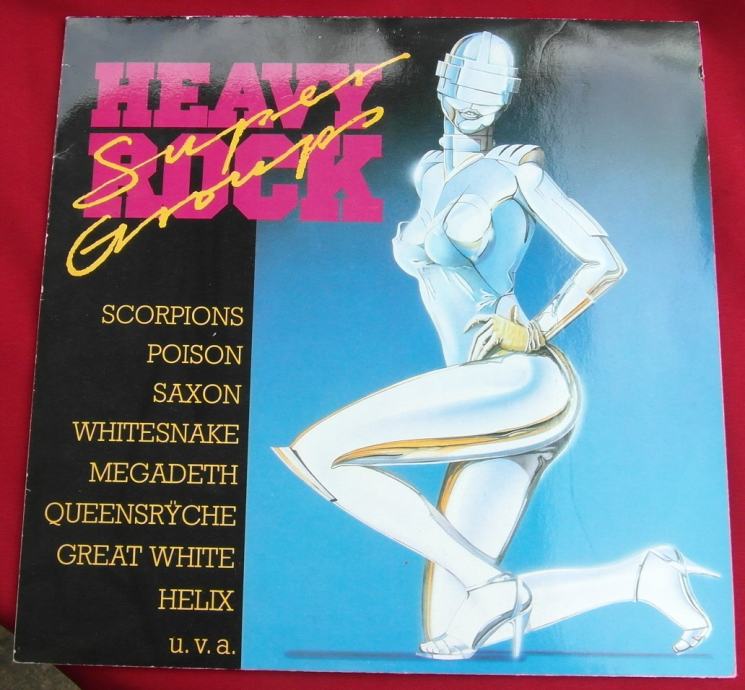 HEAVY
Super
ROCK
Groups
SCORPIONS
POISON
SAXON
WHITESNAKE
MEGADETH
QUEENSRŸCHE
GREAT WHITE
HELIX
u.v.a.